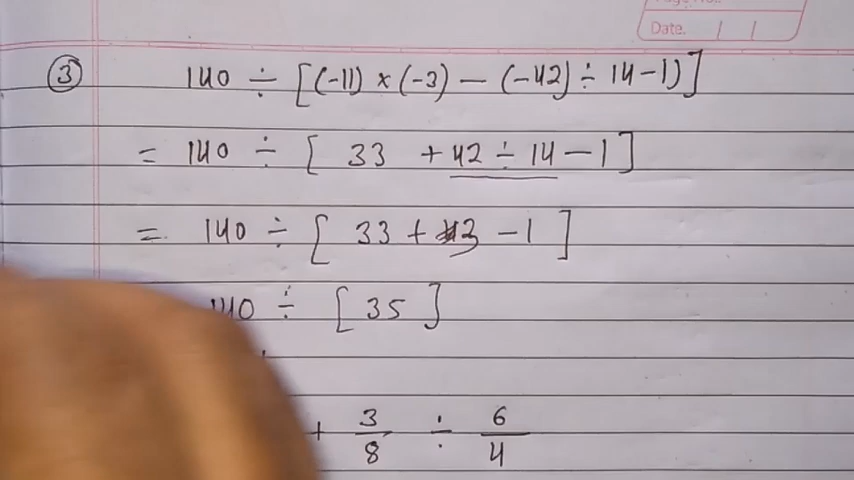 Date. / /
③ 140 ÷ [(-11) × (-3) – (-42) ÷ 14 – 1)]
= 140 ÷ [ 33 + 42 ÷ 14 – 1 ]
= 140 ÷ [ 33 + 3 – 1 ]
140 ÷ [ 35 ]
+ 3/8 ÷ 6/4